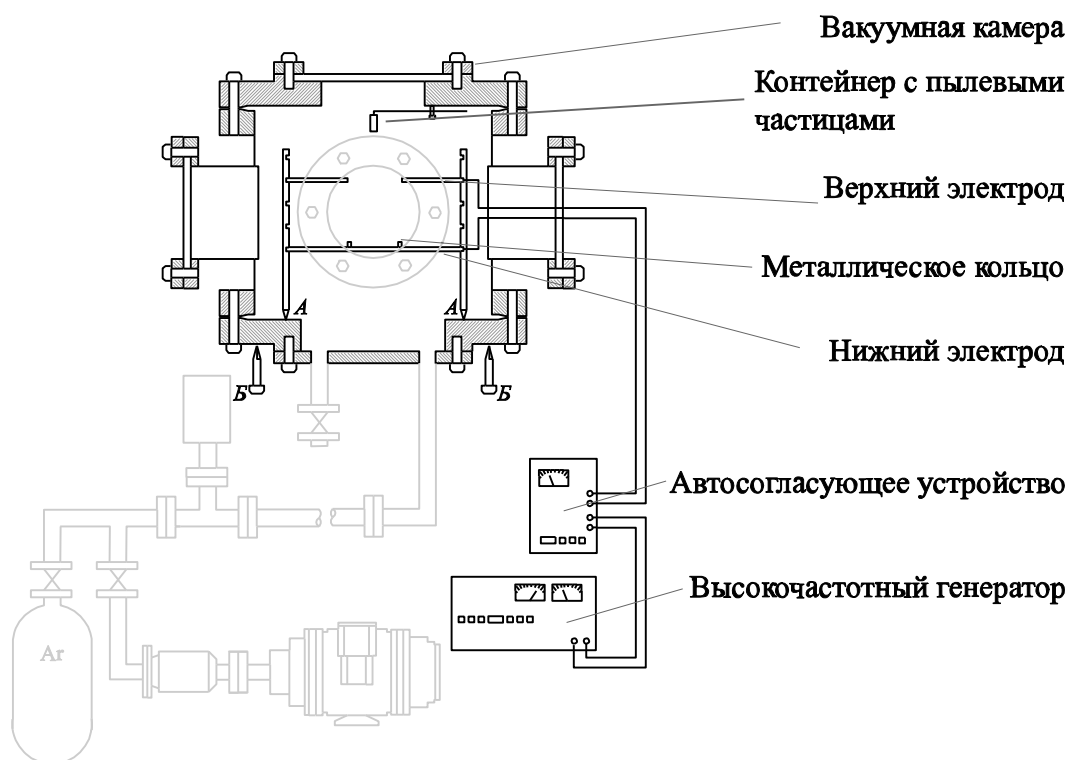 Вакуумная камера
Контейнер с пылевыми
частицами
Верхний электрод
Металлическое кольцо
А А
Нижний электрод
Б Б
Автосогласующее устройство
Высокочастотный генератор
Ar